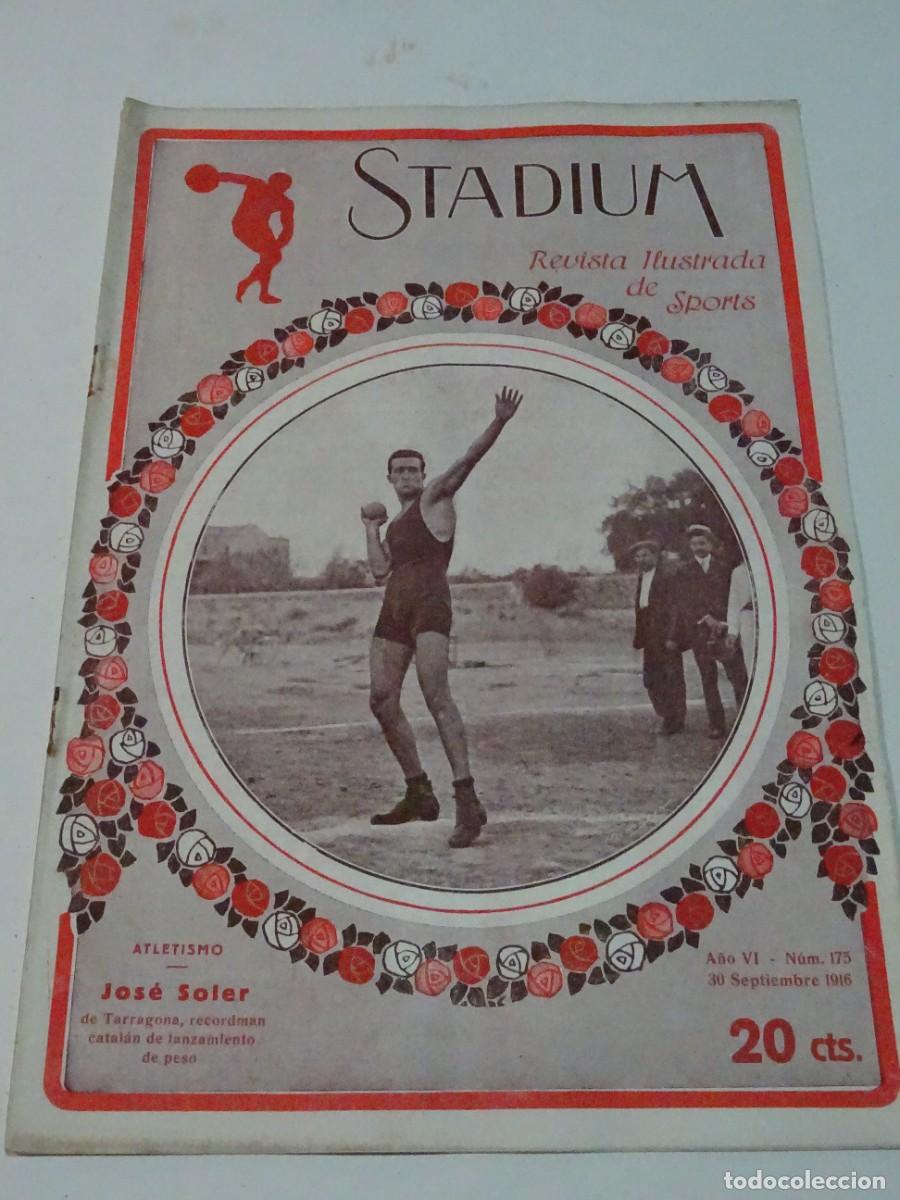 STADIUM
Revista Ilustrada
de
Sports
ATLETISMO
José Soler
de Tarragona, recordman
catalán de lanzamiento
de peso
Año VI - Núm. 175
30 Septiembre 1916
20 cts.
todocoleccion